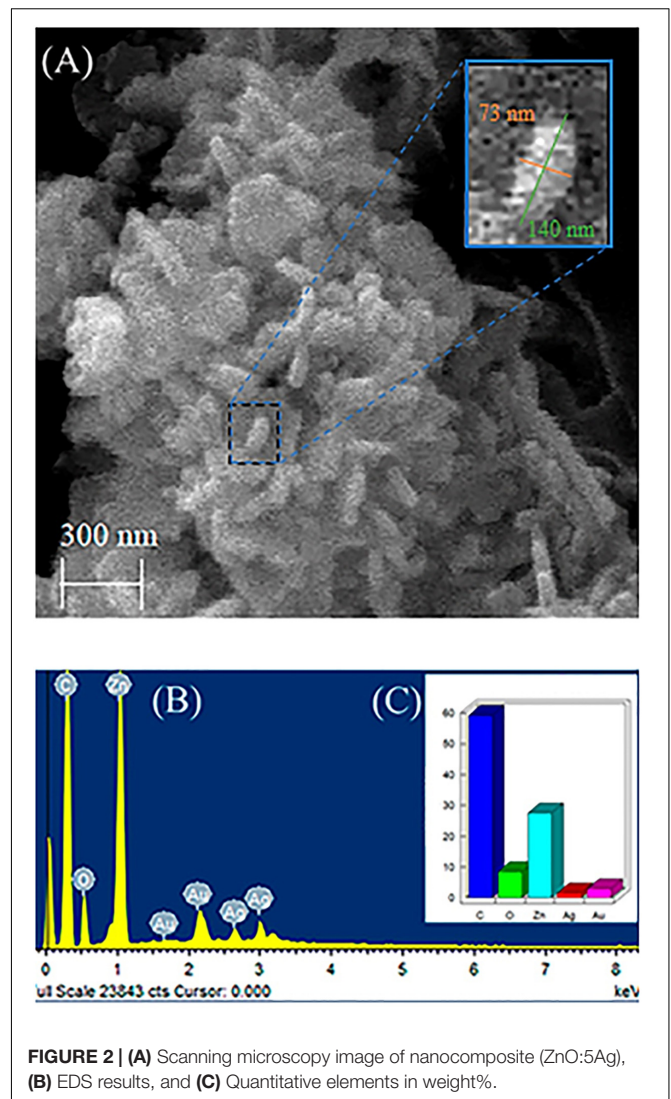 (A)
73 nm
140 nm
300 nm
(B)
(C)
C
Zn
O
Au
Au
Ag
Ag
60
50
40
30
20
10
0
C O Zn Ag Au
0 1 2 3 4 5 6 7 8
ull Scale 23843 cts Cursor: 0.000
keV
FIGURE 2 | (A) Scanning microscopy image of nanocomposite (ZnO:5Ag),
(B) EDS results, and (C) Quantitative elements in weight%.